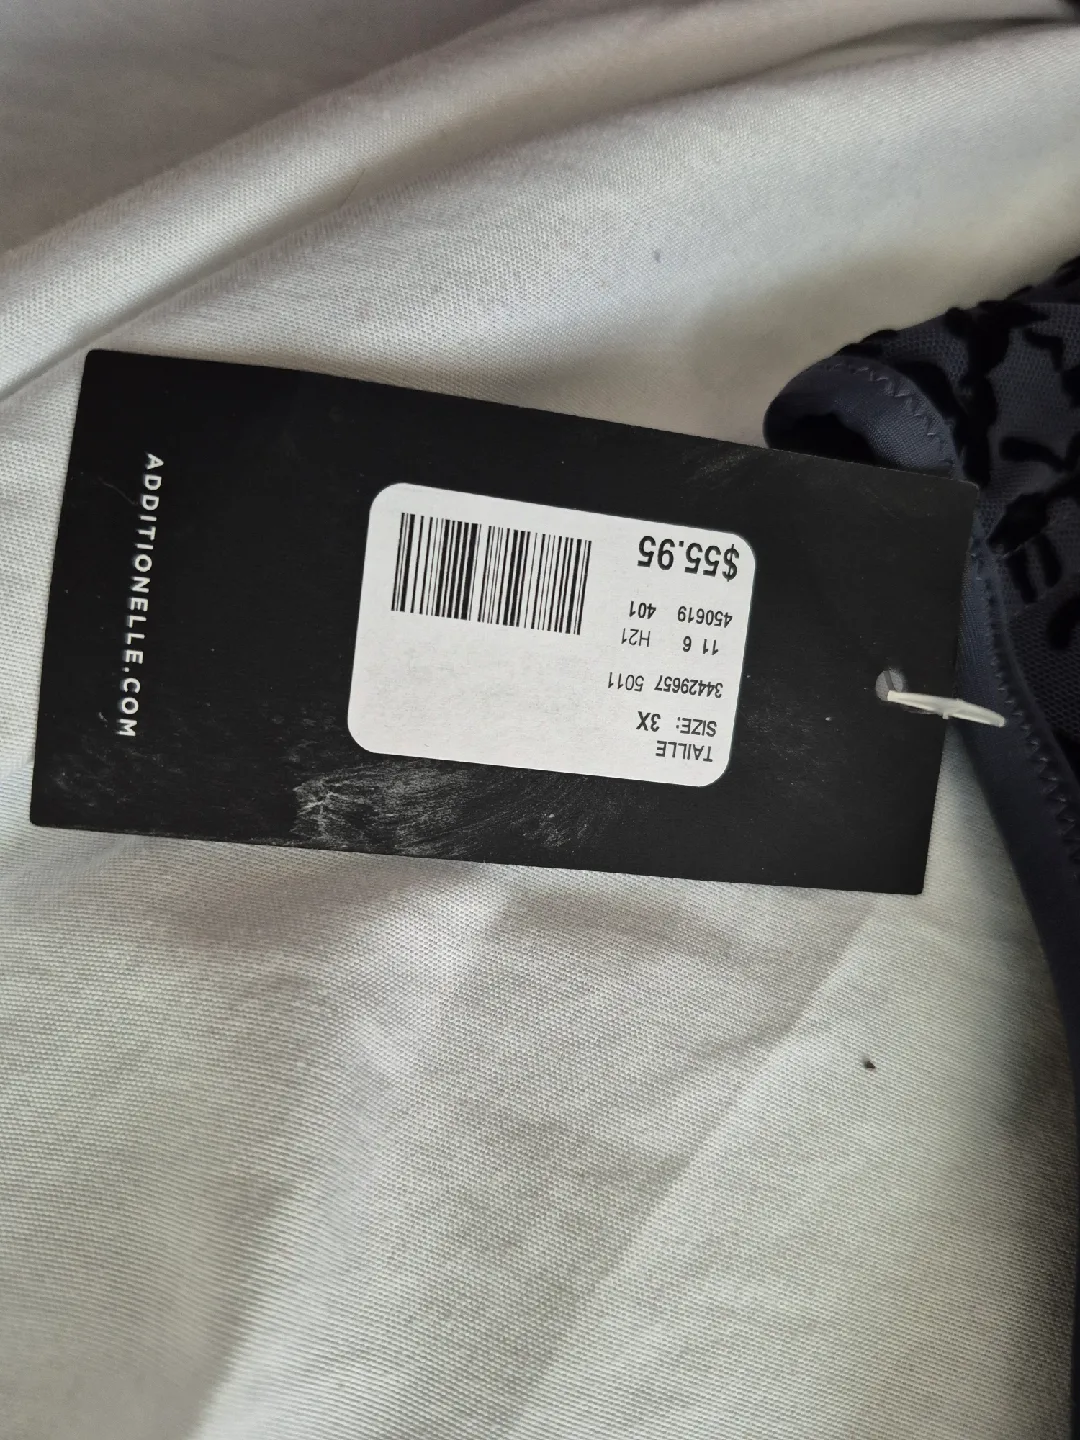 ADDITIONELLE.COM
$55.95
450619 401
11 6 H21
34429657 5011
SIZE: 3X
TAILLE